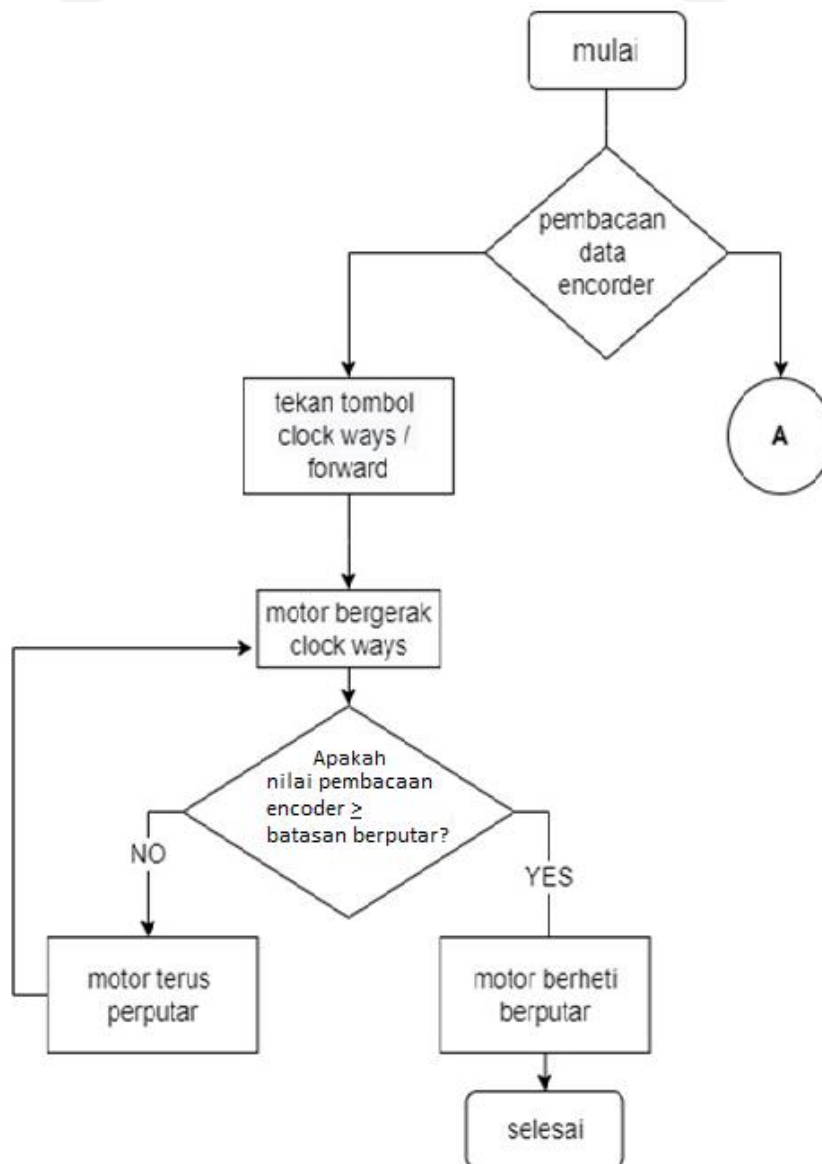 mulai
pembacaan
data
encorder
tekan tombol
clock ways /
forward
A
motor bergerak
clock ways
Apakah
nilai pembacaan
encoder ≥
batasan berputar?
NO
YES
motor terus
perputar
motor berheti
berputar
selesai